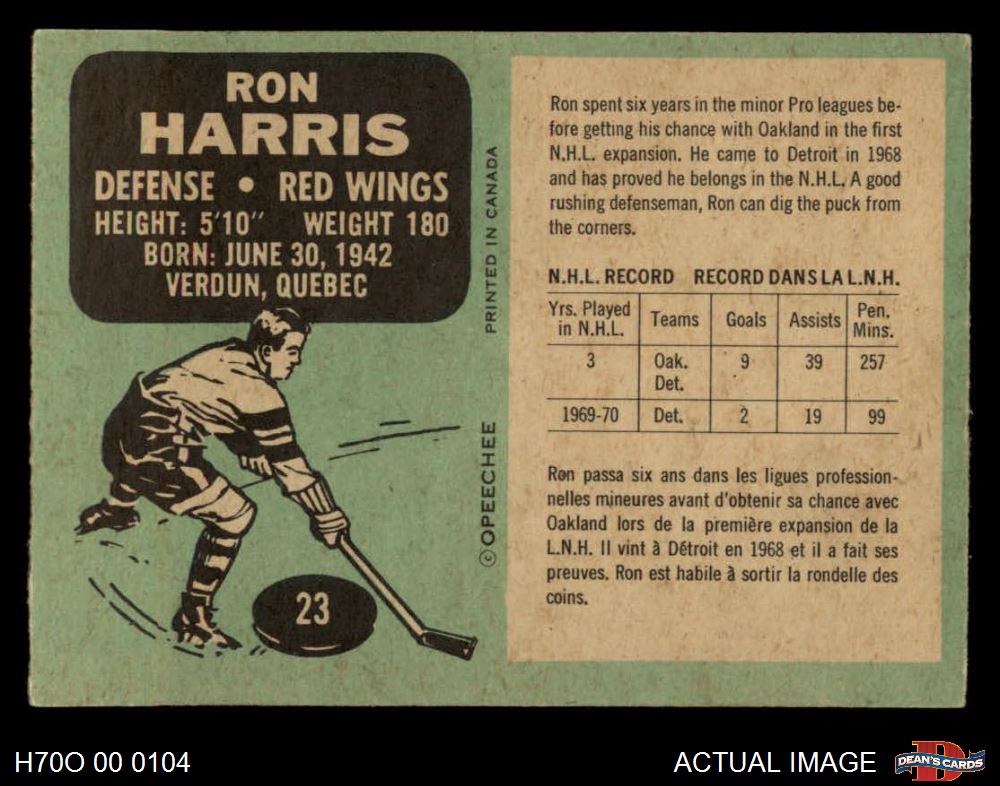 RON
HARRIS
DEFENSE • RED WINGS
HEIGHT: 5'10" WEIGHT 180
BORN: JUNE 30, 1942
VERDUN, QUEBEC
23
PRINTED IN CANADA
©OPEECHEE
Ron spent six years in the minor Pro leagues be-
fore getting his chance with Oakland in the first
N.H.L. expansion. He came to Detroit in 1968
and has proved he belongs in the N.H.L. A good
rushing defenseman, Ron can dig the puck from
the corners.
N.H.L. RECORD RECORD DANS LA L.N.H.
Yrs. Played in N.H.L. Teams Goals Assists Pen. Mins.
3 Oak. Det. 9 39 257
1969-70 Det. 2 19 99
Ron passa six ans dans les ligues profession-
nelles mineures avant d'obtenir sa chance avec
Oakland lors de la première expansion de la
L.N.H. Il vint à Détroit en 1968 et il a fait ses
preuves. Ron est habile à sortir la rondelle des
coins.
H70O 00 0104
ACTUAL IMAGE
D
DEAN'S CARDS